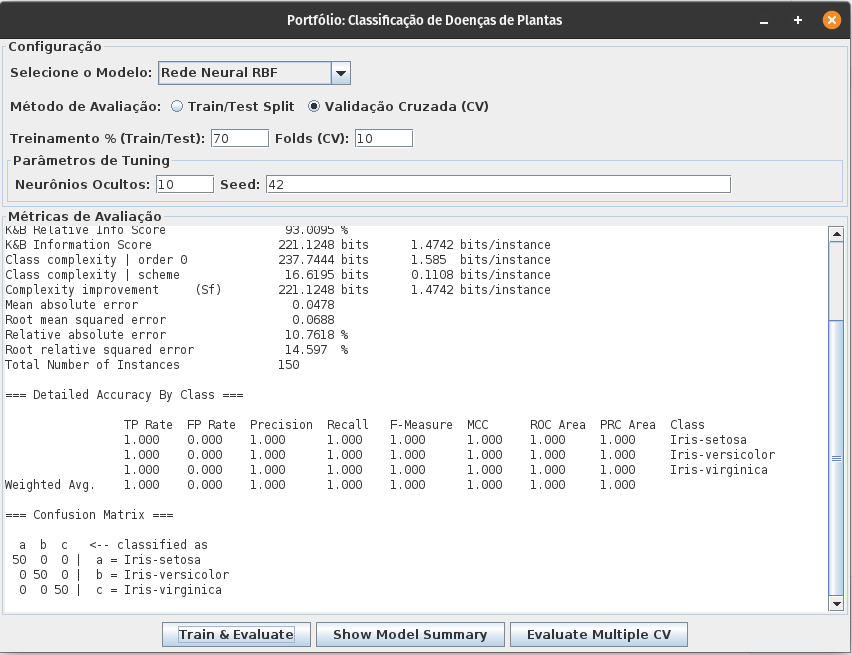 Portfólio: Classificação de Doenças de Plantas
Configuração
Selecione o Modelo: Rede Neural RBF
Método de Avaliação: Train/Test Split Validação Cruzada (CV)
Treinamento % (Train/Test): 70 Folds (CV): 10
Parâmetros de Tuning
Neurônios Ocultos: 10 Seed: 42
Métricas de Avaliação
K&B Relative Info Score 93.0095 %
K&B Information Score 221.1248 bits 1.4742 bits/instance
Class complexity | order 0 237.7444 bits 1.585 bits/instance
Class complexity | scheme 16.6195 bits 0.1108 bits/instance
Complexity improvement (Sf) 221.1248 bits 1.4742 bits/instance
Mean absolute error 0.0478
Root mean squared error 0.0688
Relative absolute error 10.7618 %
Root relative squared error 14.597 %
Total Number of Instances 150
=== Detailed Accuracy By Class ===
TP Rate FP Rate Precision Recall F-Measure MCC ROC Area PRC Area Class
1.000 0.000 1.000 1.000 1.000 1.000 1.000 1.000 Iris-setosa
1.000 0.000 1.000 1.000 1.000 1.000 1.000 1.000 Iris-versicolor
1.000 0.000 1.000 1.000 1.000 1.000 1.000 1.000 Iris-virginica
Weighted Avg. 1.000 0.000 1.000 1.000 1.000 1.000 1.000 1.000
=== Confusion Matrix ===
a b c <-- classified as
50 0 0 | a = Iris-setosa
0 50 0 | b = Iris-versicolor
0 0 50 | c = Iris-virginica
Train & Evaluate Show Model Summary Evaluate Multiple CV